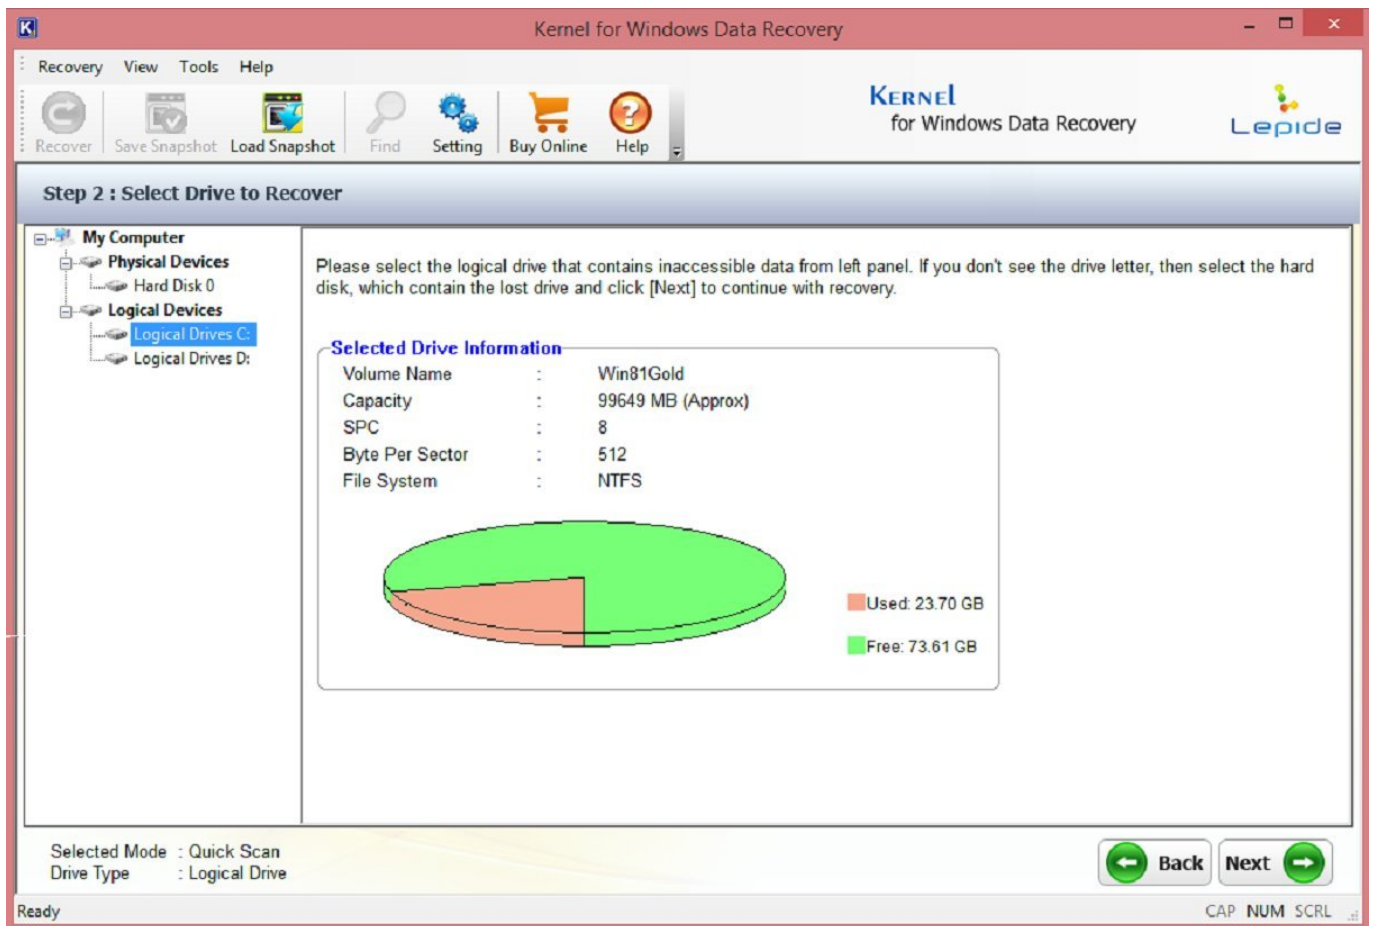 K
Kernel for Windows Data Recovery
Recovery View Tools Help
Recover Save Snapshot Load Snapshot Find Setting Buy Online Help
KERNEL
for Windows Data Recovery
Lepide
Step 2 : Select Drive to Recover
My Computer
Physical Devices
Hard Disk 0
Logical Devices
Logical Drives C:
Logical Drives D:
Please select the logical drive that contains inaccessible data from left panel. If you don't see the drive letter, then select the hard
disk, which contain the lost drive and click [Next] to continue with recovery.
Selected Drive Information
Volume Name : Win81Gold
Capacity : 99649 MB (Approx)
SPC : 8
Byte Per Sector : 512
File System : NTFS
Used: 23.70 GB
Free: 73.61 GB
Selected Mode : Quick Scan
Drive Type : Logical Drive
Back Next
Ready
CAP NUM SCRL